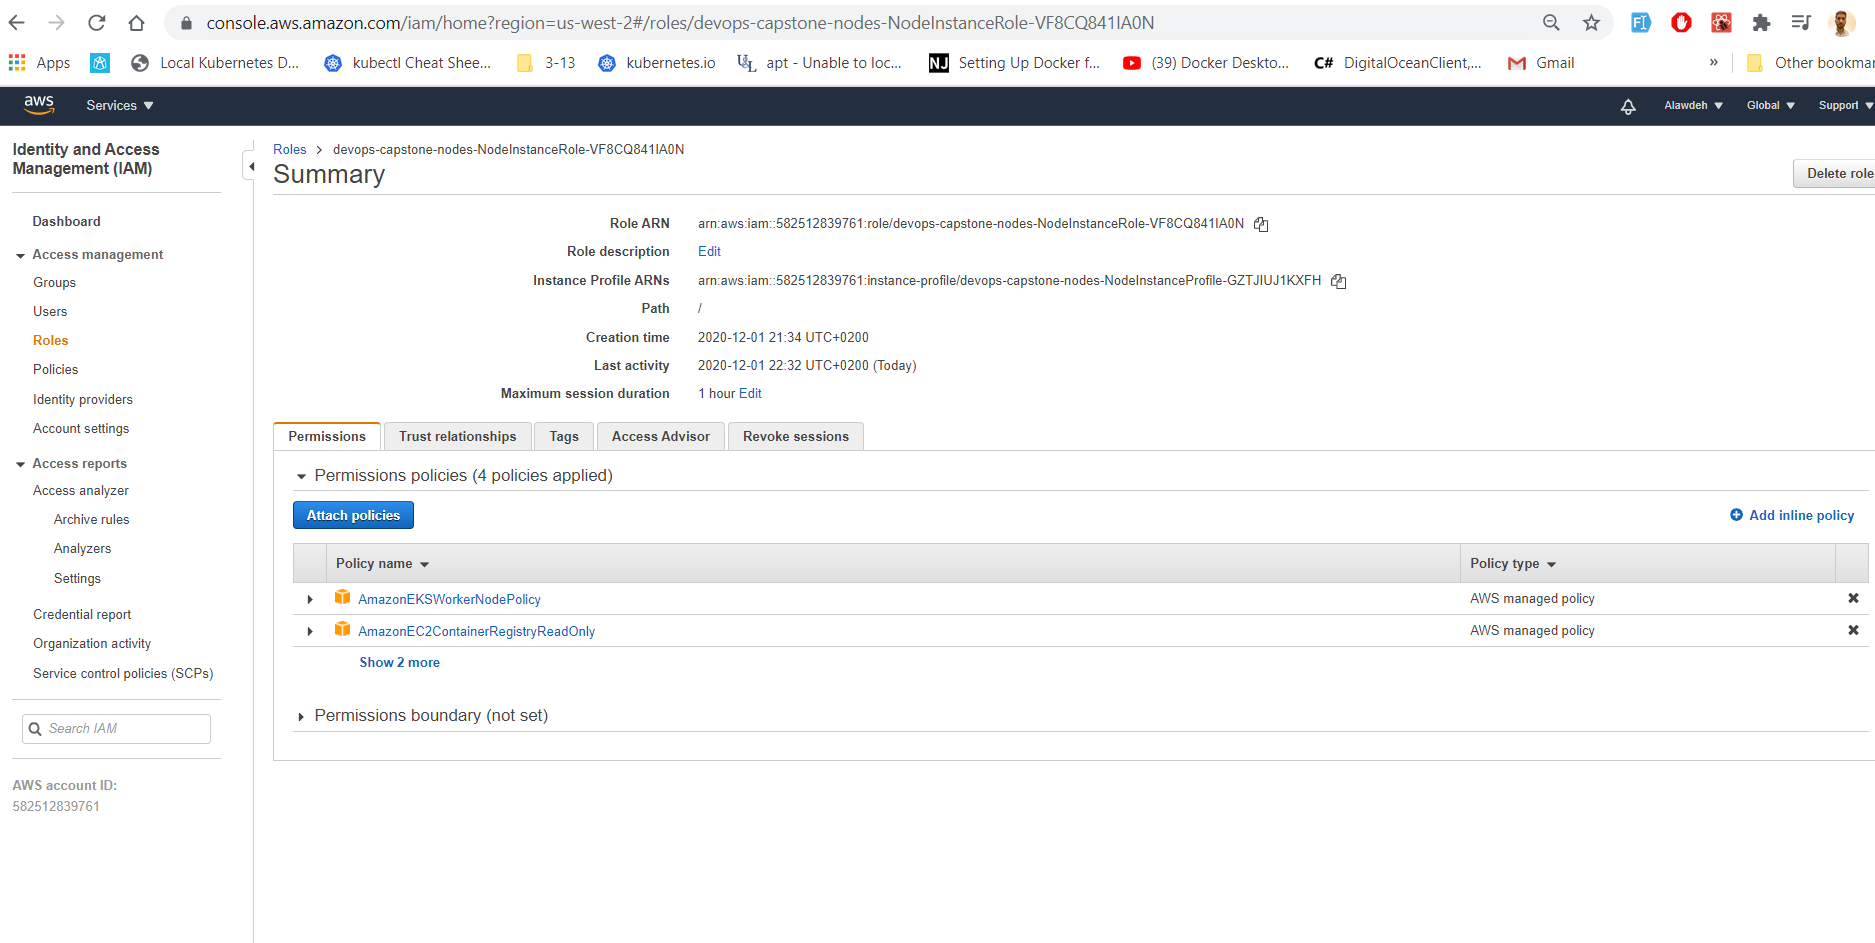 console.aws.amazon.com/iam/home?region=us-west-2#/roles/devops-capstone-nodes-NodeInstanceRole-VF8CQ841IA0N
Apps Local Kubernetes D... kubectl Cheat Shee... 3-13 kubernetes.io apt - Unable to loc... NJ Setting Up Docker f... (39) Docker Deskto... C# DigitalOceanClient,... Gmail » Other bookmar
aws Services Alawdeh Global Support
Identity and Access
Management (IAM)
Dashboard
Access management
Groups
Users
Roles
Policies
Identity providers
Account settings
Access reports
Access analyzer
Archive rules
Analyzers
Settings
Credential report
Organization activity
Service control policies (SCPs)
Search IAM
AWS account ID:
582512839761
Roles > devops-capstone-nodes-NodeInstanceRole-VF8CQ841IA0N
Summary
Delete role
Role ARN arn:aws:iam::582512839761:role/devops-capstone-nodes-NodeInstanceRole-VF8CQ841IA0N
Role description Edit
Instance Profile ARNs arn:aws:iam::582512839761:instance-profile/devops-capstone-nodes-NodeInstanceProfile-GZTJIUJ1KXFH
Path /
Creation time 2020-12-01 21:34 UTC+0200
Last activity 2020-12-01 22:32 UTC+0200 (Today)
Maximum session duration 1 hour Edit
Permissions Trust relationships Tags Access Advisor Revoke sessions
Permissions policies (4 policies applied)
Attach policies Add inline policy
Policy name Policy type
AmazonEKSWorkerNodePolicy AWS managed policy
AmazonEC2ContainerRegistryReadOnly AWS managed policy
Show 2 more
Permissions boundary (not set)